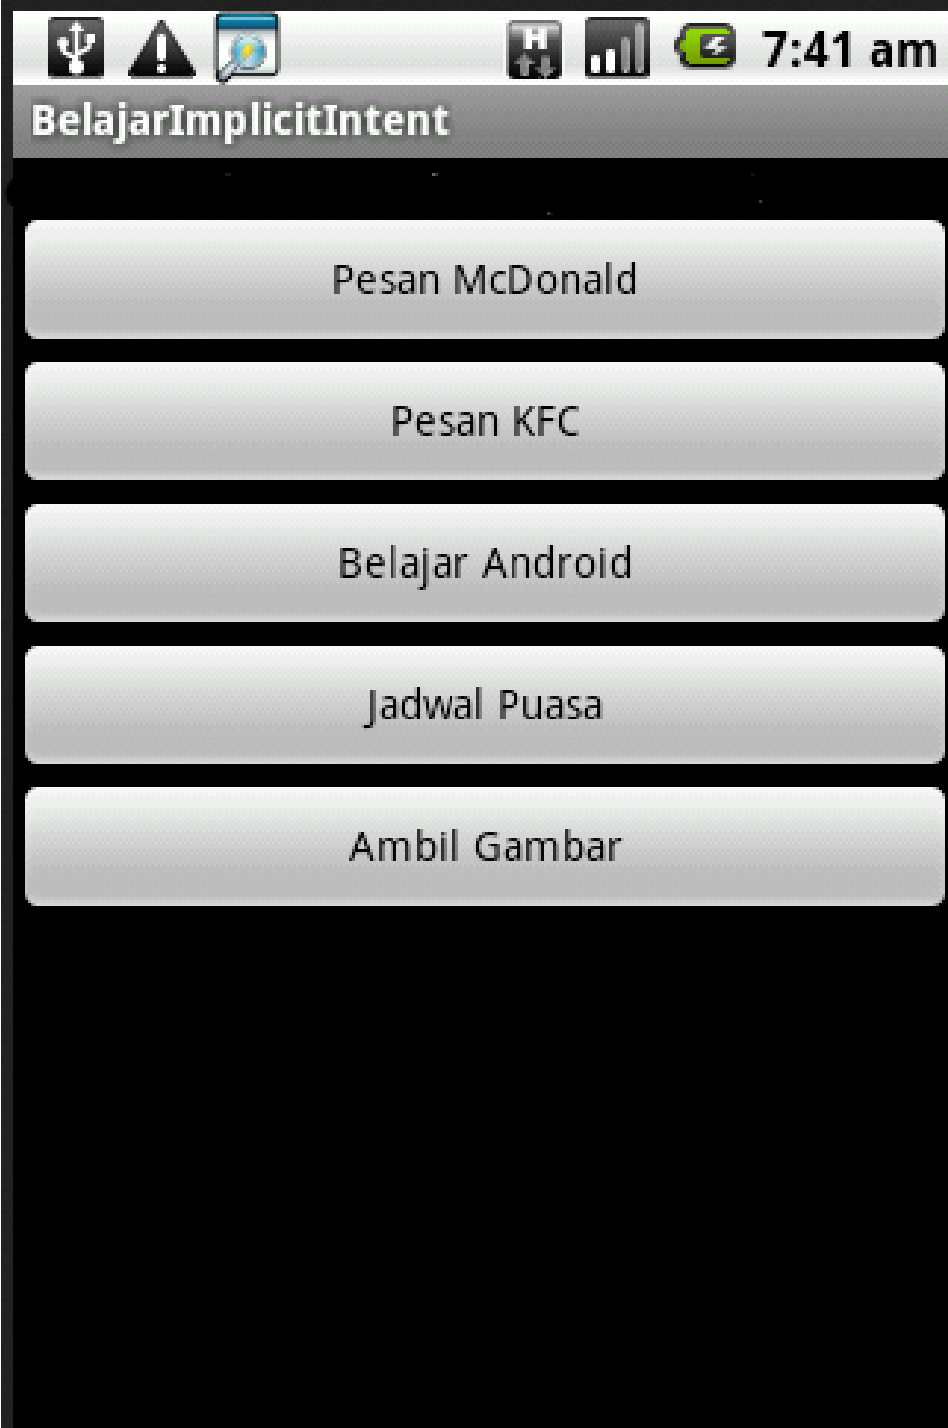 H
7:41 am
BelajarImplicitIntent
Pesan McDonald
Pesan KFC
Belajar Android
Jadwal Puasa
Ambil Gambar